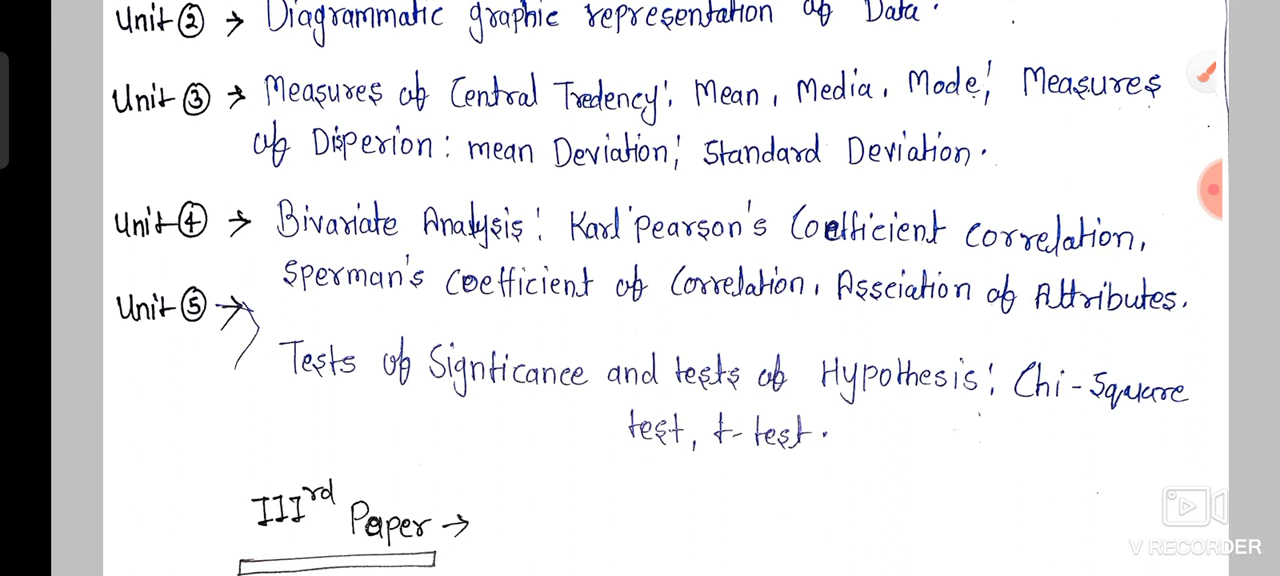 Unit ② → Diagrammatic graphic representation of Data.
Unit ③ → Measures of Central Tredency: Mean, Media, Mode; Measures
of Disperion: mean Deviation; Standard Deviation.
Unit ④ → Bivariate Analysis: Karl Pearson's Coefficient correlation,
Sperman's coefficient of Correlation, Assciation of Attributes.
Unit ⑤ →
Tests of Signticance and tests of Hypothesis: Chi-Square
test, t-test.
IIIrd Paper →
V RECORDER